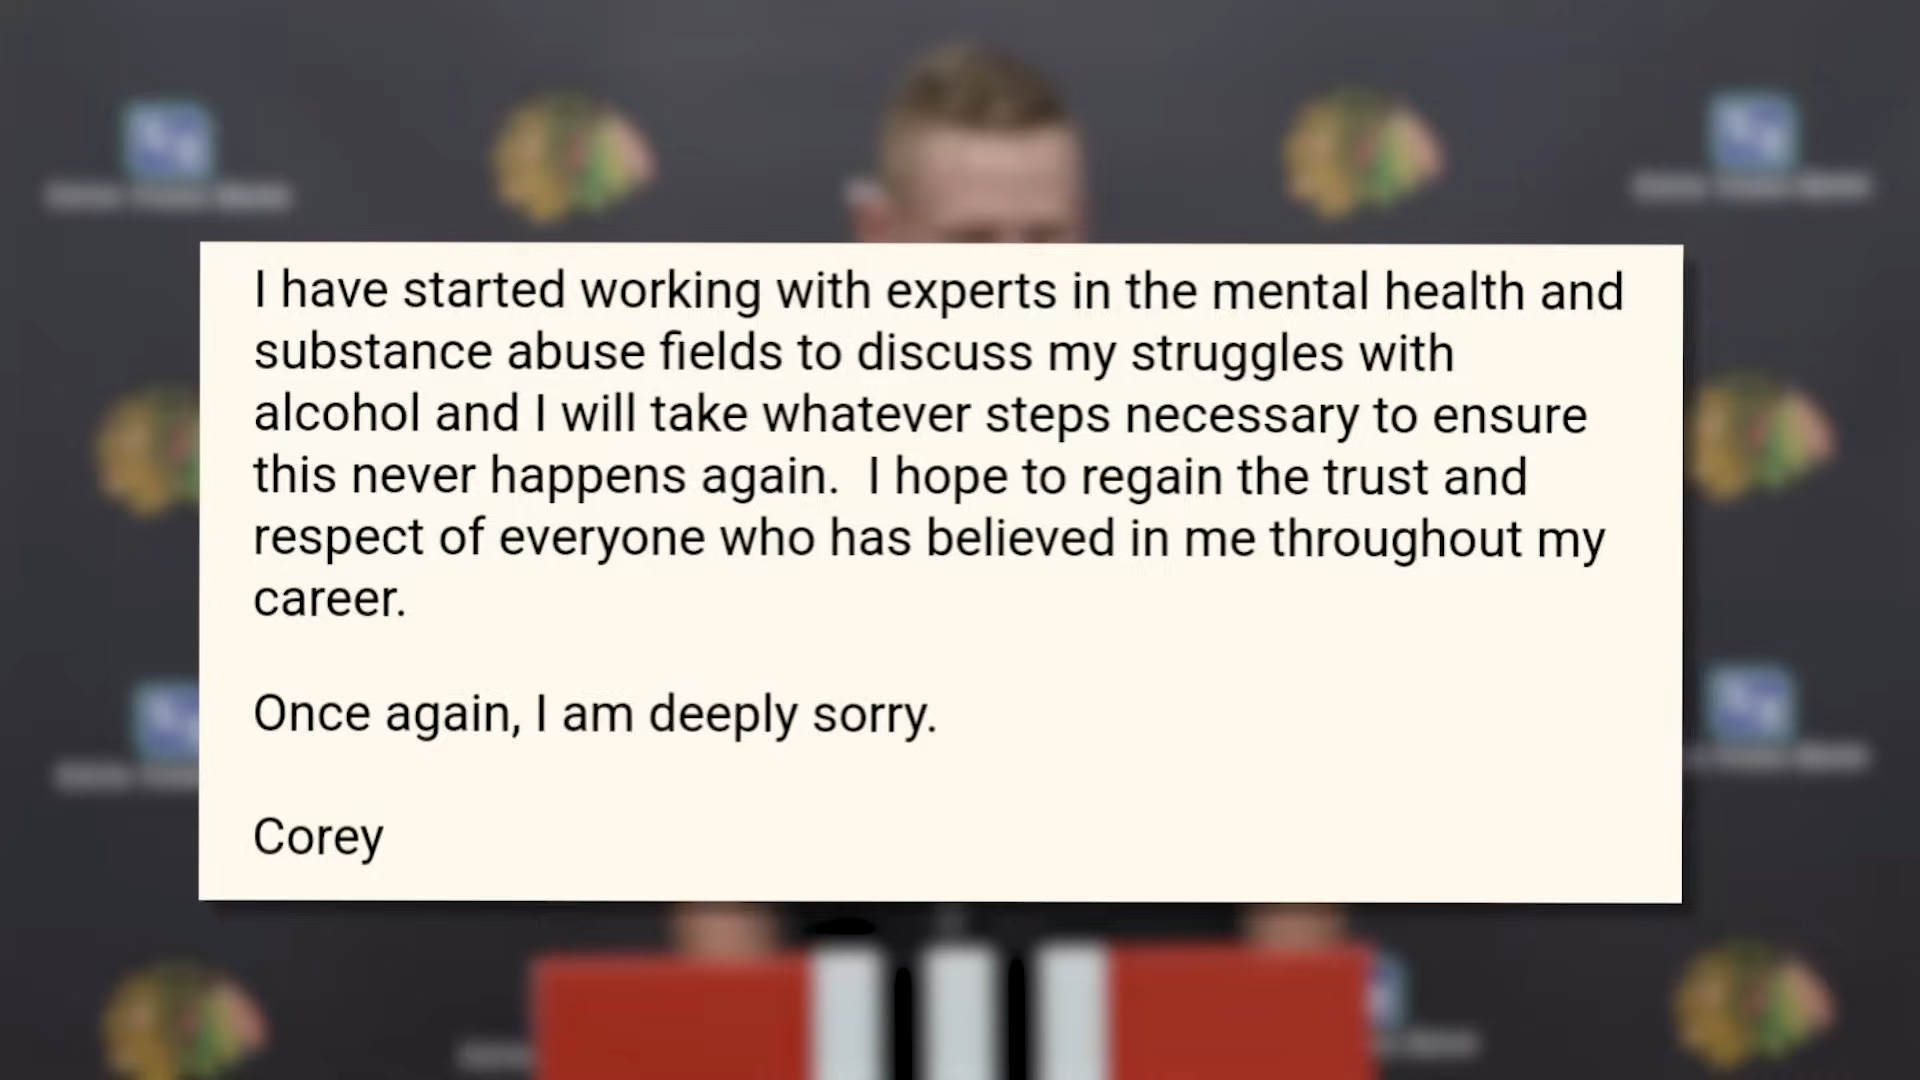 I have started working with experts in the mental health and
substance abuse fields to discuss my struggles with
alcohol and I will take whatever steps necessary to ensure
this never happens again.  I hope to regain the trust and
respect of everyone who has believed in me throughout my
career.
Once again, I am deeply sorry.
Corey